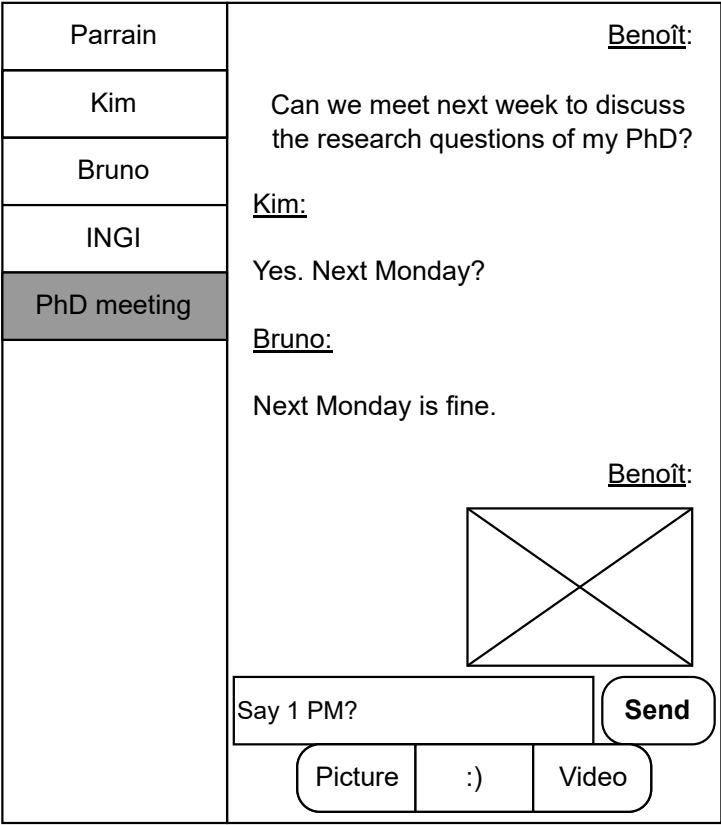 Parrain
Kim
Bruno
INGI
PhD meeting
Benoît:
Can we meet next week to discuss
the research questions of my PhD?
Kim:
Yes. Next Monday?
Bruno:
Next Monday is fine.
Benoît:
Say 1 PM?
Send
Picture
:)
Video